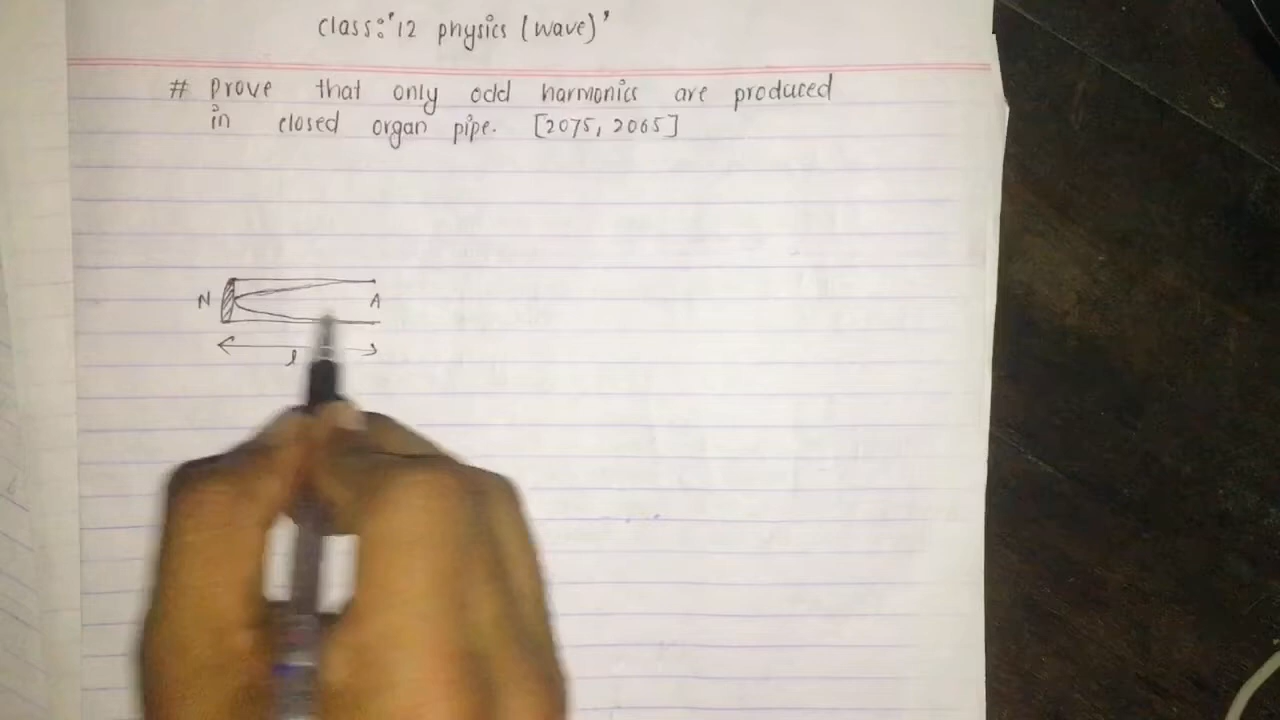 class:'12 physics (wave)'
# Prove that only odd harmonics are produced
in closed organ pipe. [2075, 2065]
N A
l